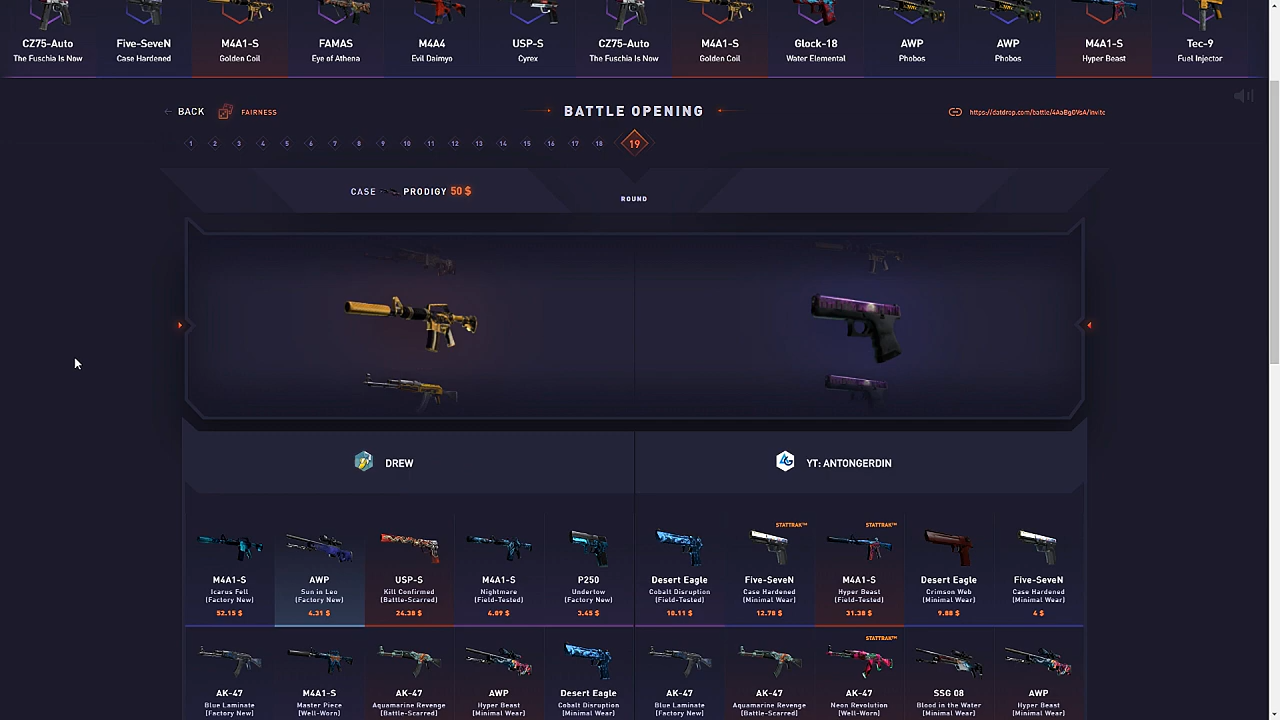 CZ75-Auto
The Fuschia Is Now
Five-SeveN
Case Hardened
M4A1-S
Golden Coil
FAMAS
Eye of Athena
M4A4
Evil Daimyo
USP-S
Cyrex
CZ75-Auto
The Fuschia Is Now
M4A1-S
Golden Coil
Glock-18
Water Elemental
AWP
Phobos
AWP
Phobos
M4A1-S
Hyper Beast
Tec-9
Fuel Injector
← BACK
FAIRNESS
BATTLE OPENING
https://datdrop.com/battle/4AaBgOVsA/invite
1 2 3 4 5 6 7 8 9 10 11 12 13 14 15 16 17 18 19
CASE PRODIGY 50 $
ROUND
DREW
YT: ANTONGERDIN
M4A1-S
Icarus Fell
(Factory New)
52.15 $
AWP
Sun in Leo
(Factory New)
4.31 $
USP-S
Kill Confirmed
(Battle-Scarred)
24.38 $
M4A1-S
Nightmare
(Field-Tested)
4.09 $
P250
Undertow
(Factory New)
3.45 $
Desert Eagle
Cobalt Disruption
(Field-Tested)
10.11 $
STATTRAK™
Five-SeveN
Case Hardened
(Minimal Wear)
12.78 $
STATTRAK™
M4A1-S
Hyper Beast
(Field-Tested)
31.38 $
Desert Eagle
Crimson Web
(Minimal Wear)
9.88 $
Five-SeveN
Case Hardened
(Minimal Wear)
4 $
AK-47
Blue Laminate
(Factory New)
M4A1-S
Master Piece
(Well-Worn)
AK-47
Aquamarine Revenge
(Battle-Scarred)
AWP
Hyper Beast
(Minimal Wear)
Desert Eagle
Cobalt Disruption
(Minimal Wear)
AK-47
Blue Laminate
(Factory New)
AK-47
Aquamarine Revenge
(Battle-Scarred)
STATTRAK™
AK-47
Neon Revolution
(Well-Worn)
SSG 08
Blood in the Water
(Minimal Wear)
AWP
Hyper Beast
(Minimal Wear)